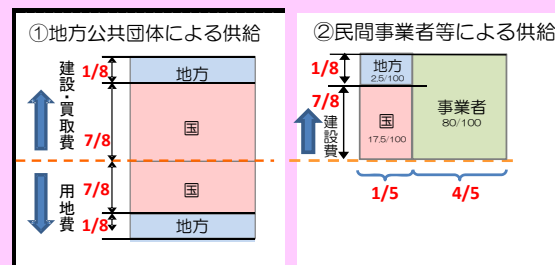 ①地方公共団体による供給
建設・買取費
1/8
地方
7/8
国
用地費
7/8
国
1/8
地方
②民間事業者等による供給
1/8
地方
2.5/100
7/8
建設費
国
17.5/100
事業者
80/100
1/5
4/5